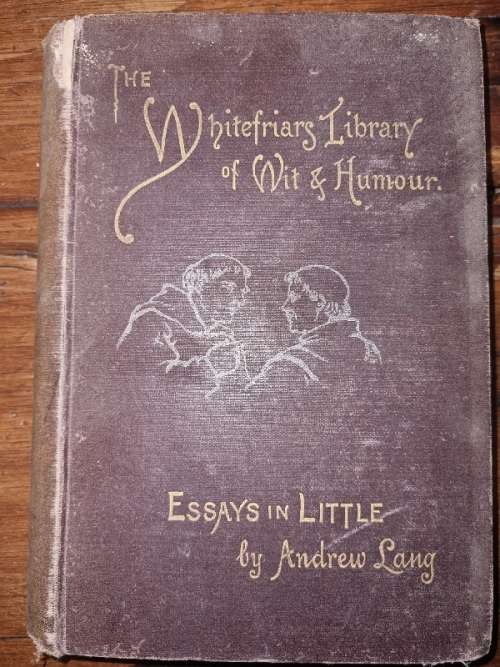 THE
Whitefriars Library
of Wit & Humour.
ESSAYS IN LITTLE
by Andrew Lang